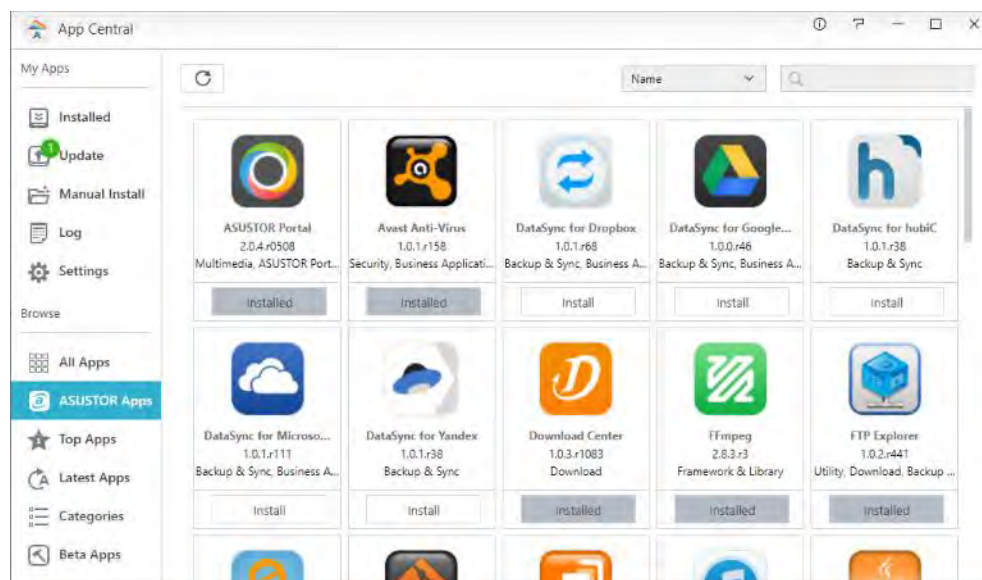 App Central
My Apps
Installed
1
Update
Manual Install
Log
Settings
Browse
All Apps
ASUSTOR Apps
Top Apps
Latest Apps
Categories
Beta Apps
Name
ASUSTOR Portal
2.0.4.r0508
Multimedia, ASUSTOR Port...
Installed
Avast Anti-Virus
1.0.1.r158
Security, Business Applicati...
Installed
DataSync for Dropbox
1.0.1.r68
Backup & Sync, Business A...
Install
DataSync for Google...
1.0.0.r46
Backup & Sync, Business A...
Install
h
DataSync for hubiC
1.0.1.r38
Backup & Sync
Install
DataSync for Microso...
1.0.1.r111
Backup & Sync, Business A...
Install
DataSync for Yandex
1.0.1.r38
Backup & Sync
Install
D
Download Center
1.0.3.r1083
Download
Installed
FFmpeg
2.8.3.r3
Framework & Library
Installed
FTP Explorer
1.0.2.r441
Utility, Download, Backup ...
Installed